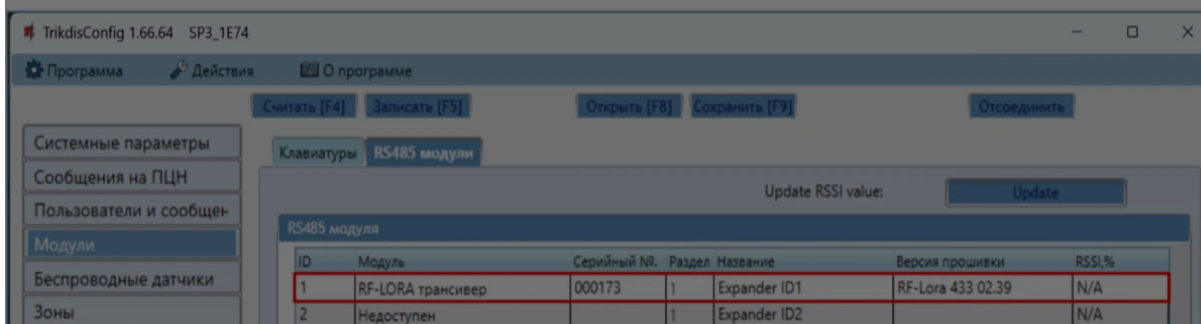 TrikdisConfig 1.66.64 SP3_1E74
Программа Действия О программе
Считать [F4] Записать [F5] Открыть [F8] Сохранить [F9] Отсоединить
Системные параметры
Сообщения на ПЦН
Пользователи и сообщен
Модули
Беспроводные датчики
Зоны
Клавиатуры RS485 модули
Update RSSI value: Update
RS485 модуля
ID Модуль Серийный №. Раздел Название Версия прошивки RSSI,%
1 RF-LORA трансивер 000173 1 Expander ID1 RF-Lora 433 02.39 N/A
2 Недоступен 1 Expander ID2 N/A